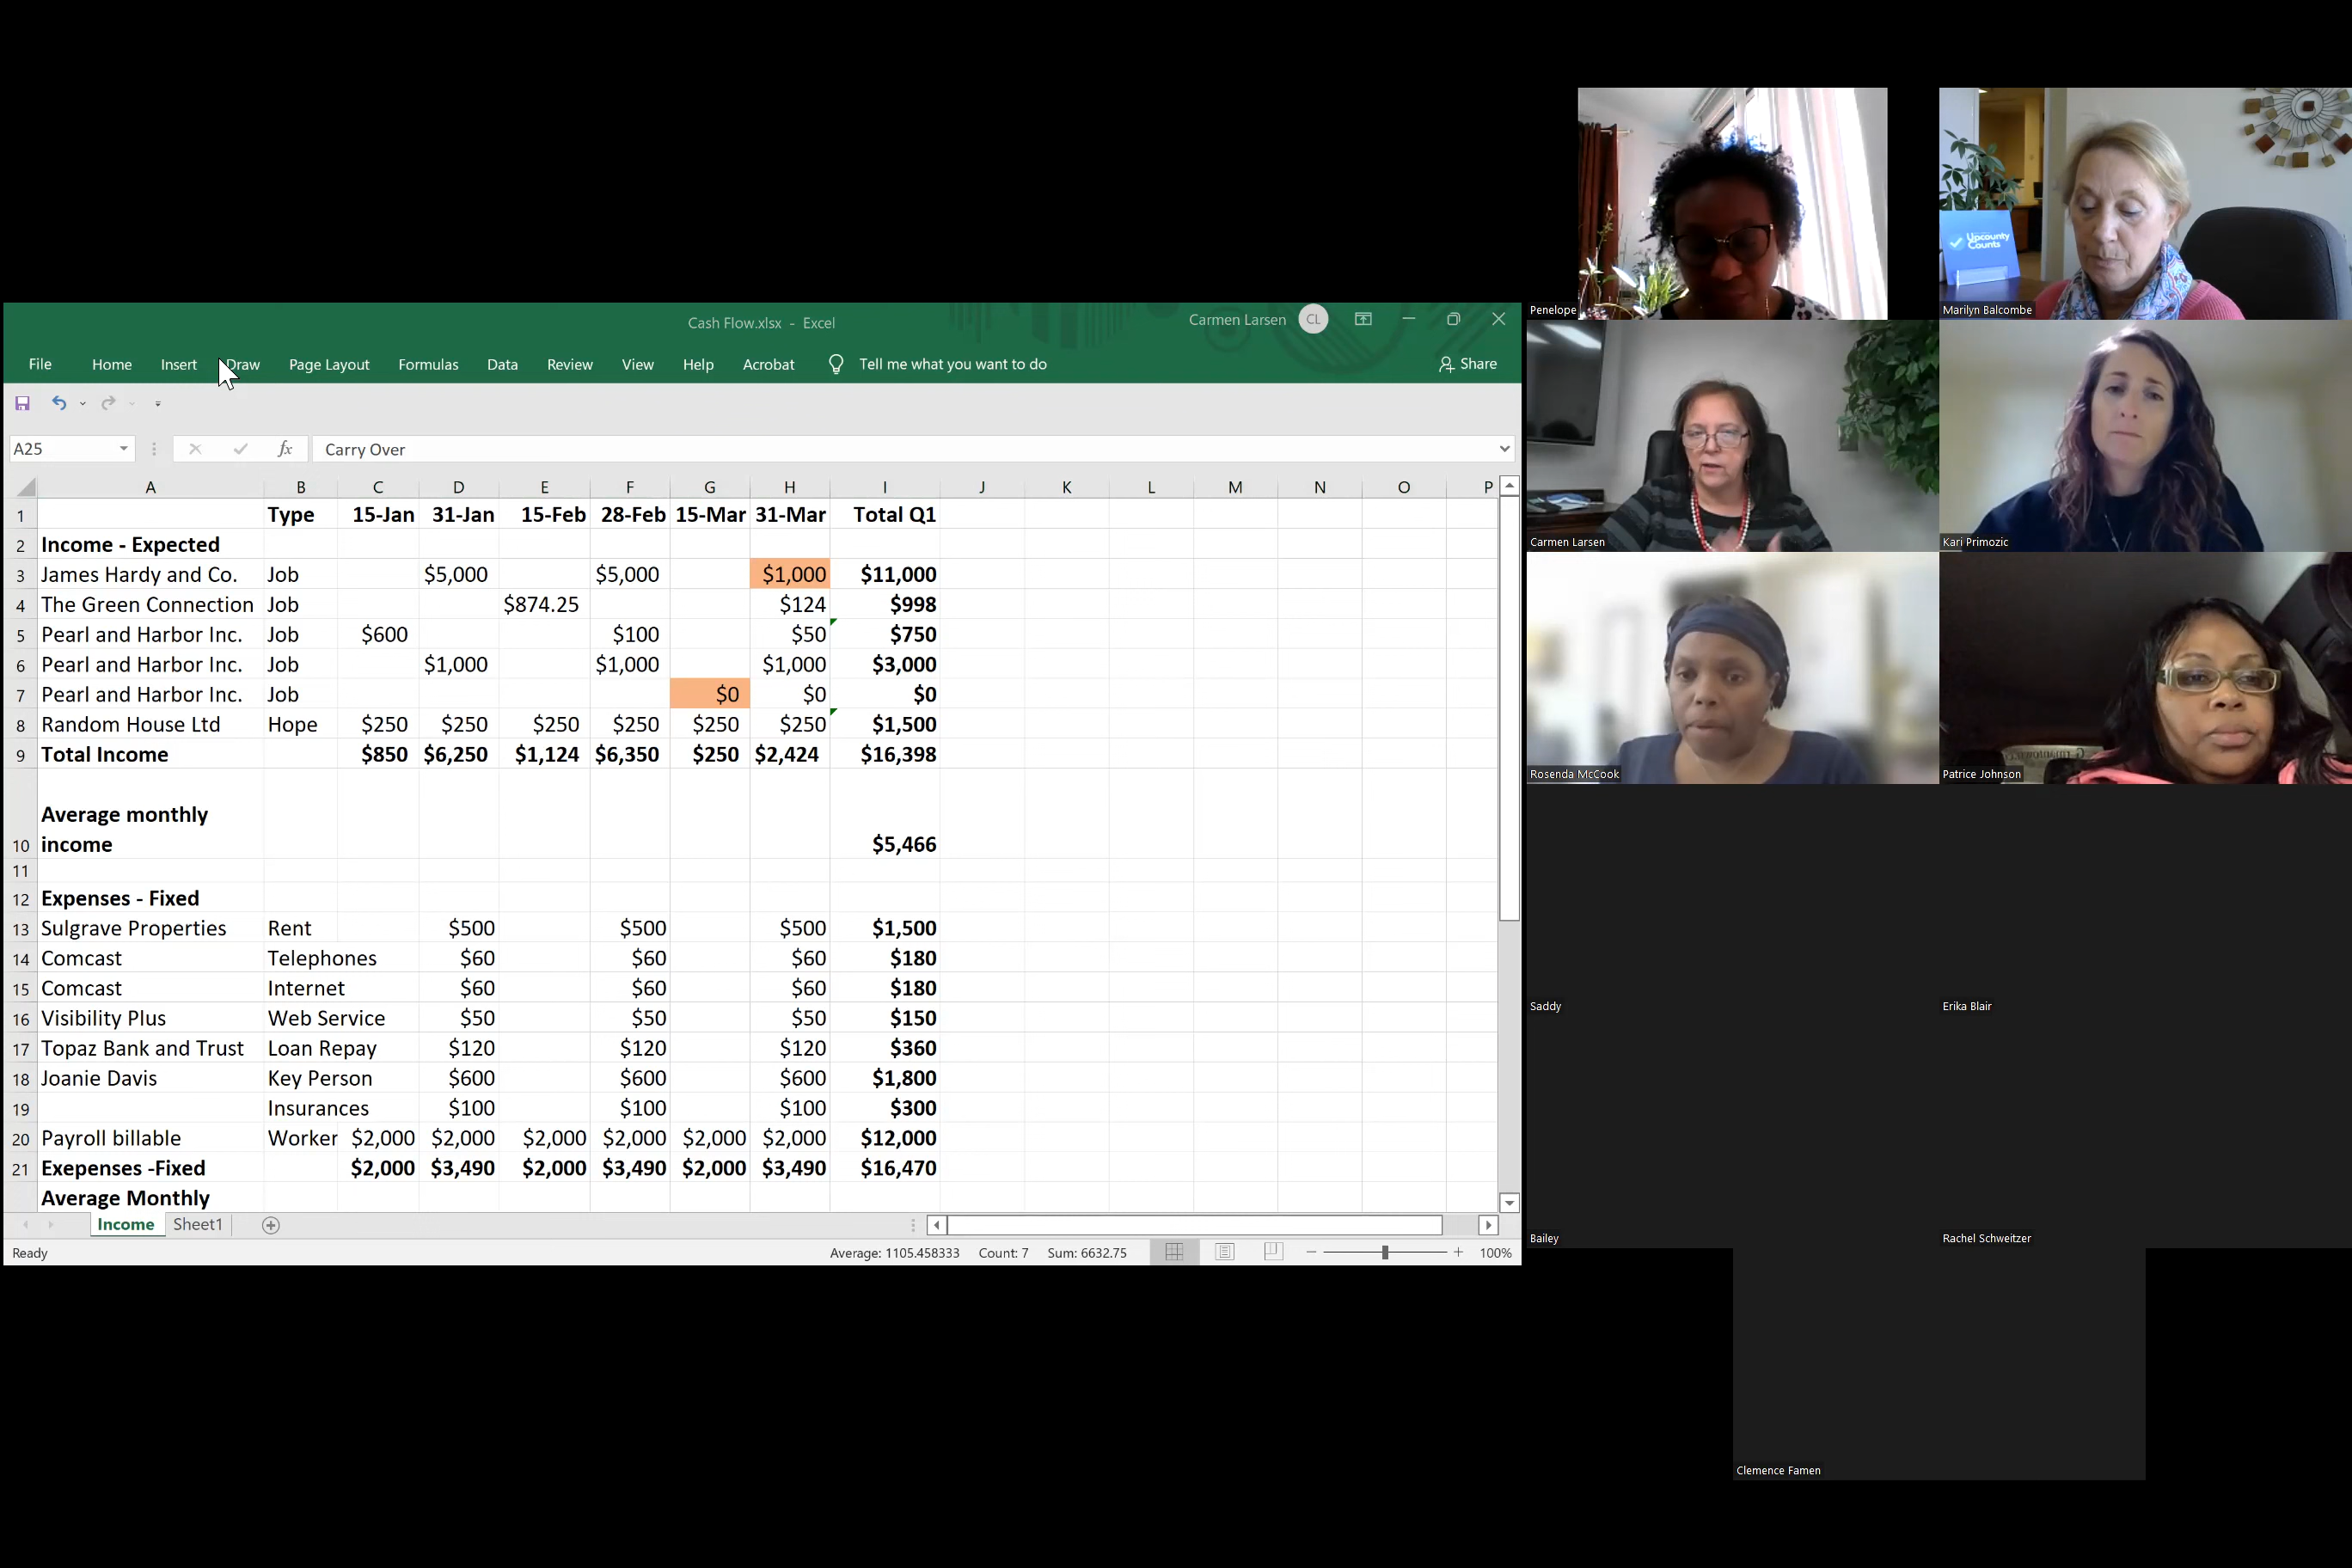 Cash Flow.xlsx - Excel
Carmen Larsen CL
File Home Insert Draw Page Layout Formulas Data Review View Help Acrobat Tell me what you want to do Share
A25 fx Carry Over
A B C D E F G H I J K L M N O P
1 Type 15-Jan 31-Jan 15-Feb 28-Feb 15-Mar 31-Mar Total Q1
2 Income - Expected
3 James Hardy and Co. Job $5,000 $5,000 $1,000 $11,000
4 The Green Connection Job $874.25 $124 $998
5 Pearl and Harbor Inc. Job $600 $100 $50 $750
6 Pearl and Harbor Inc. Job $1,000 $1,000 $1,000 $3,000
7 Pearl and Harbor Inc. Job $0 $0 $0
8 Random House Ltd Hope $250 $250 $250 $250 $250 $250 $1,500
9 Total Income $850 $6,250 $1,124 $6,350 $250 $2,424 $16,398
Average monthly
10 income $5,466
11
12 Expenses - Fixed
13 Sulgrave Properties Rent $500 $500 $500 $1,500
14 Comcast Telephones $60 $60 $60 $180
15 Comcast Internet $60 $60 $60 $180
16 Visibility Plus Web Service $50 $50 $50 $150
17 Topaz Bank and Trust Loan Repay $120 $120 $120 $360
18 Joanie Davis Key Person $600 $600 $600 $1,800
19 Insurances $100 $100 $100 $300
20 Payroll billable Worker $2,000 $2,000 $2,000 $2,000 $2,000 $2,000 $12,000
21 Exepenses -Fixed $2,000 $3,490 $2,000 $3,490 $2,000 $3,490 $16,470
Average Monthly
Income Sheet1
Ready Average: 1105.458333 Count: 7 Sum: 6632.75 100%
Upcounty
Counts
Penelope
Marilyn Balcombe
Carmen Larsen
Kari Primozic
Rosenda McCook
Patrice Johnson
Saddy
Erika Blair
Bailey
Rachel Schweitzer
Clemence Famen